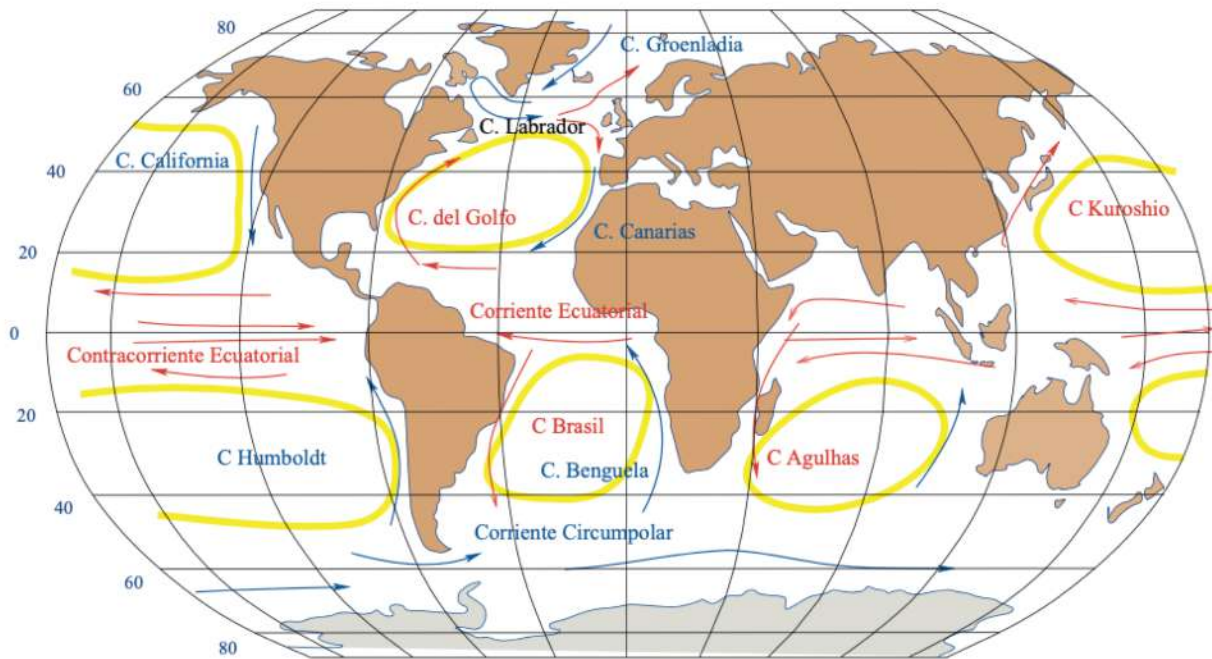 80
C. Groenladia
60
C. Labrador
C. California
40
C. del Golfo
C Kuroshio
C. Canarias
20
Corriente Ecuatorial
0
Contracorriente Ecuatorial
20
C Brasil
C Humboldt
C. Benguela
C Agulhas
40
Corriente Circumpolar
60
80